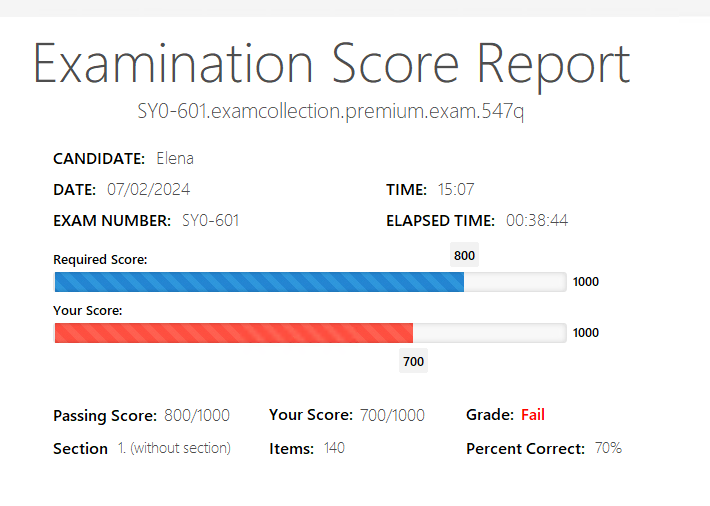 Examination Score Report
SY0-601.examcollection.premium.exam.547q
CANDIDATE: Elena
DATE: 07/02/2024 TIME: 15:07
EXAM NUMBER: SY0-601 ELAPSED TIME: 00:38:44
800
Required Score:
1000
Your Score:
1000
700
Passing Score: 800/1000 Your Score: 700/1000 Grade: Fail
Section 1. (without section) Items: 140 Percent Correct: 70%